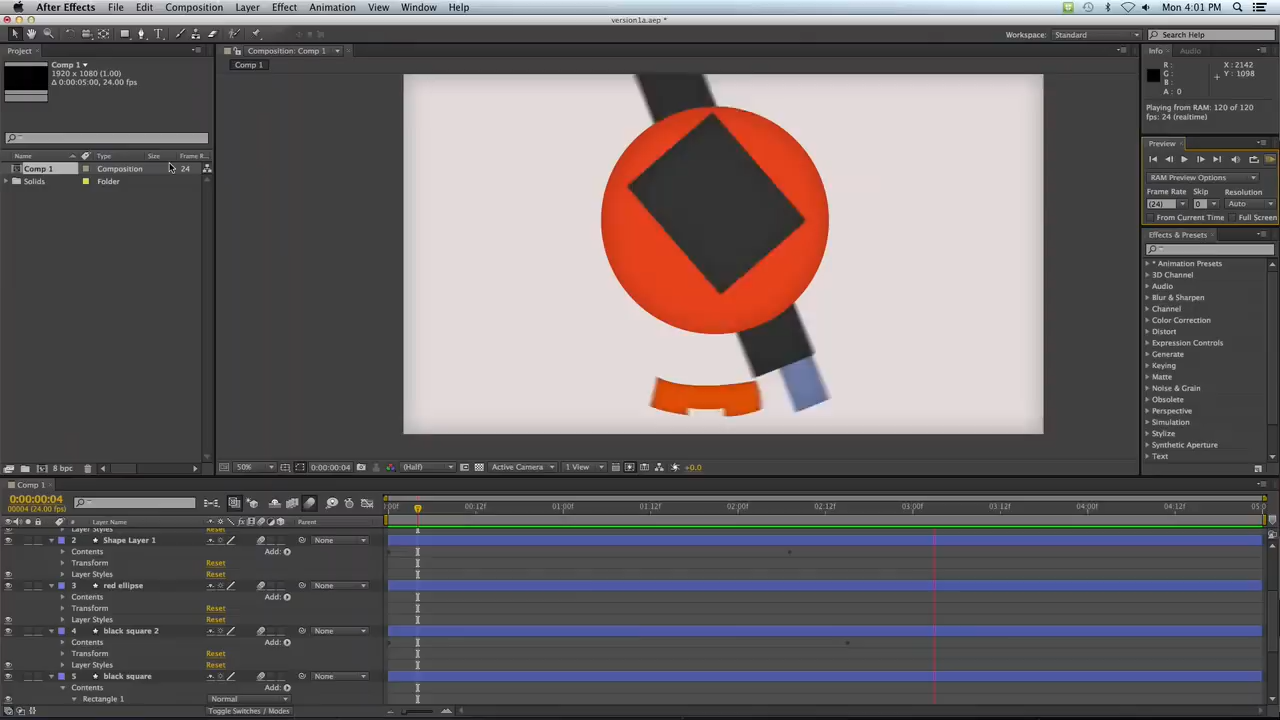 After Effects File Edit Composition Layer Effect Animation View Window Help Mon 4:01 PM
version1a.aep *
Workspace: Standard Search Help
Project Composition: Comp 1 Info Audio
Comp 1
1920 x 1080 (1.00)
Δ 0:00:05:00, 24.00 fps
Comp 1
R :
G :
B :
A : 0
X : 2142
Y : 1098
Playing from RAM: 120 of 120
fps: 24 (realtime)
Preview
RAM Preview Options
Frame Rate Skip Resolution
(24) 0 Auto
From Current Time Full Screen
Name Type Size Frame R...
Comp 1 Composition 24
Solids Folder
Effects & Presets
* Animation Presets
3D Channel
Audio
Blur & Sharpen
Channel
Color Correction
Distort
Expression Controls
Generate
Keying
Matte
Noise & Grain
Obsolete
Perspective
Simulation
Stylize
Synthetic Aperture
Text
8 bpc
50% 0:00:00:04 (Half) Active Camera 1 View +0.0
Comp 1
0:00:00:04
00004 (24.00 fps)
:00f 00:12f 01:00f 01:12f 02:00f 02:12f 03:00f 03:12f 04:00f 04:12f 05:0
# Layer Name Parent
Layer Styles Reset
2 Shape Layer 1 None
Contents Add:
Transform Reset
Layer Styles Reset
3 red ellipse None
Contents Add:
Transform Reset
Layer Styles Reset
4 black square 2 None
Contents Add:
Transform Reset
Layer Styles Reset
5 black square None
Contents Add:
Rectangle 1 Normal
Toggle Switches / Modes